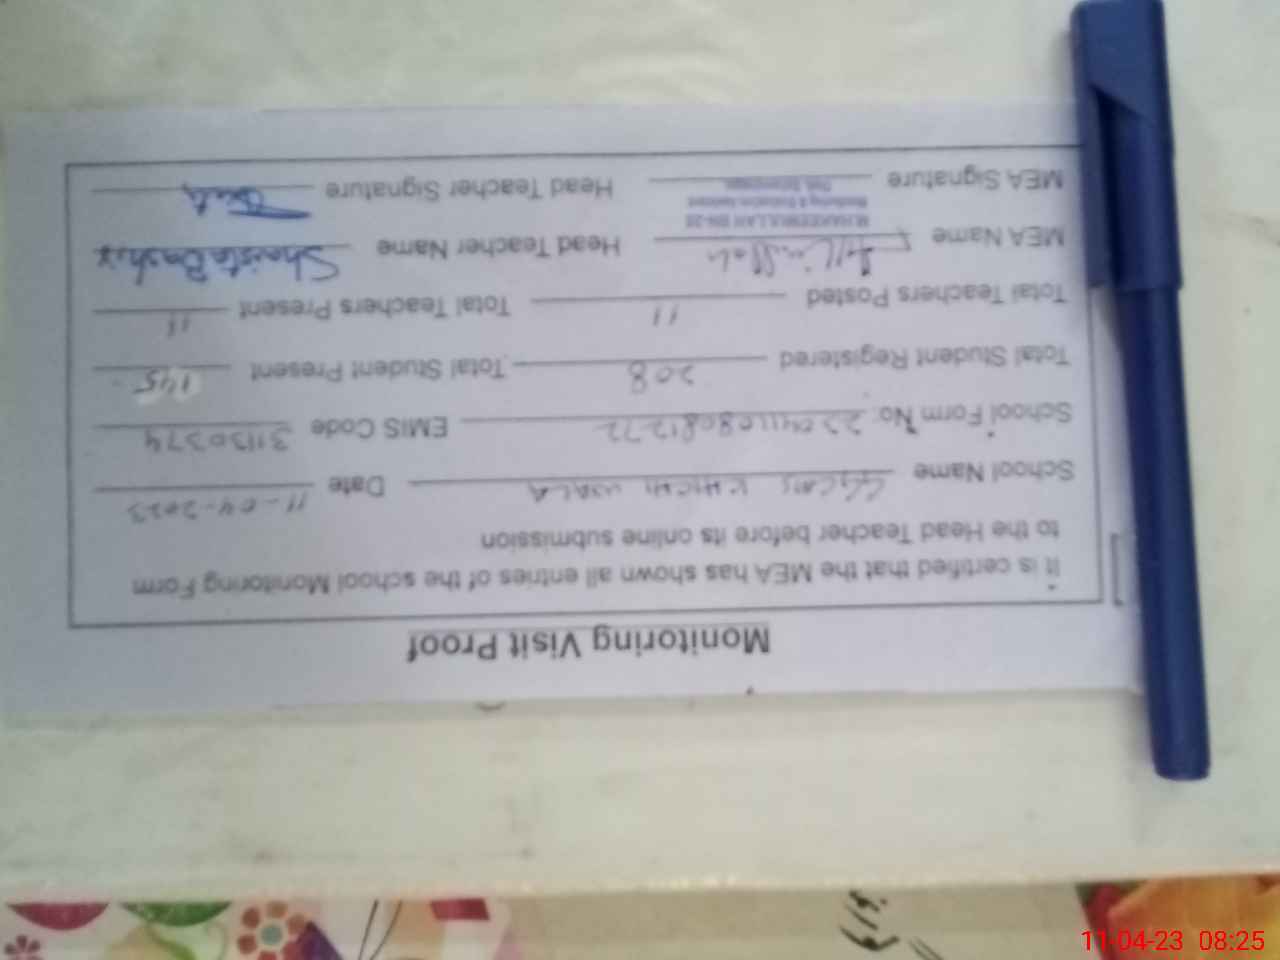 Monitoring Visit Proof
it is certified that the MEA has shown all entries of the school Monitoring Form
to the Head Teacher before its online submission
School Name GGCMS KHICHI WALA Date 11-04-2023
School Form No. EMIS Code 31130374
Total Student Registered 208 Total Student Present 145
Total Teachers Posted 11 Total Teachers Present 11
MEA Name Head Teacher Name Shaista Bashir
MEA Signature Head Teacher Signature
Monitoring & Evaluation Assistant
11-04-23 08:25